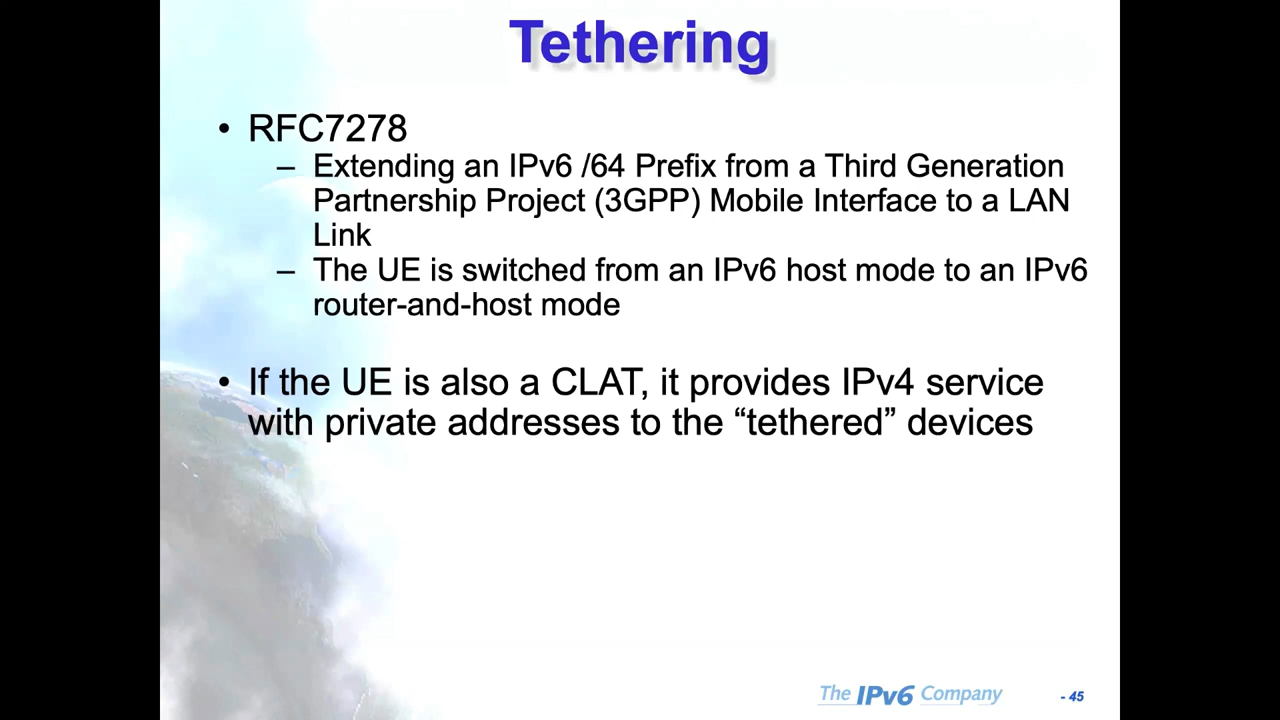 Tethering
• RFC7278
– Extending an IPv6 /64 Prefix from a Third Generation
Partnership Project (3GPP) Mobile Interface to a LAN
Link
– The UE is switched from an IPv6 host mode to an IPv6
router-and-host mode
• If the UE is also a CLAT, it provides IPv4 service
with private addresses to the “tethered” devices
The IPv6 Company
- 45